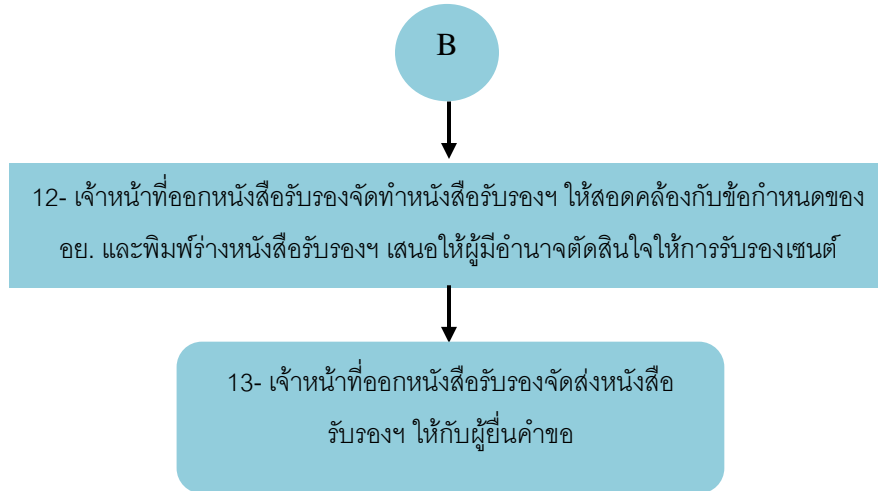 B
12- เจ้าหน้าที่ออกหนังสือรับรองจัดทำหนังสือรับรองฯ ให้สอดคล้องกับข้อกำหนดของ
อย. และพิมพ์ร่างหนังสือรับรองฯ เสนอให้ผู้มีอำนาจตัดสินใจให้การรับรองเซนต์
13- เจ้าหน้าที่ออกหนังสือรับรองจัดส่งหนังสือ
รับรองฯ ให้กับผู้ยื่นคำขอ